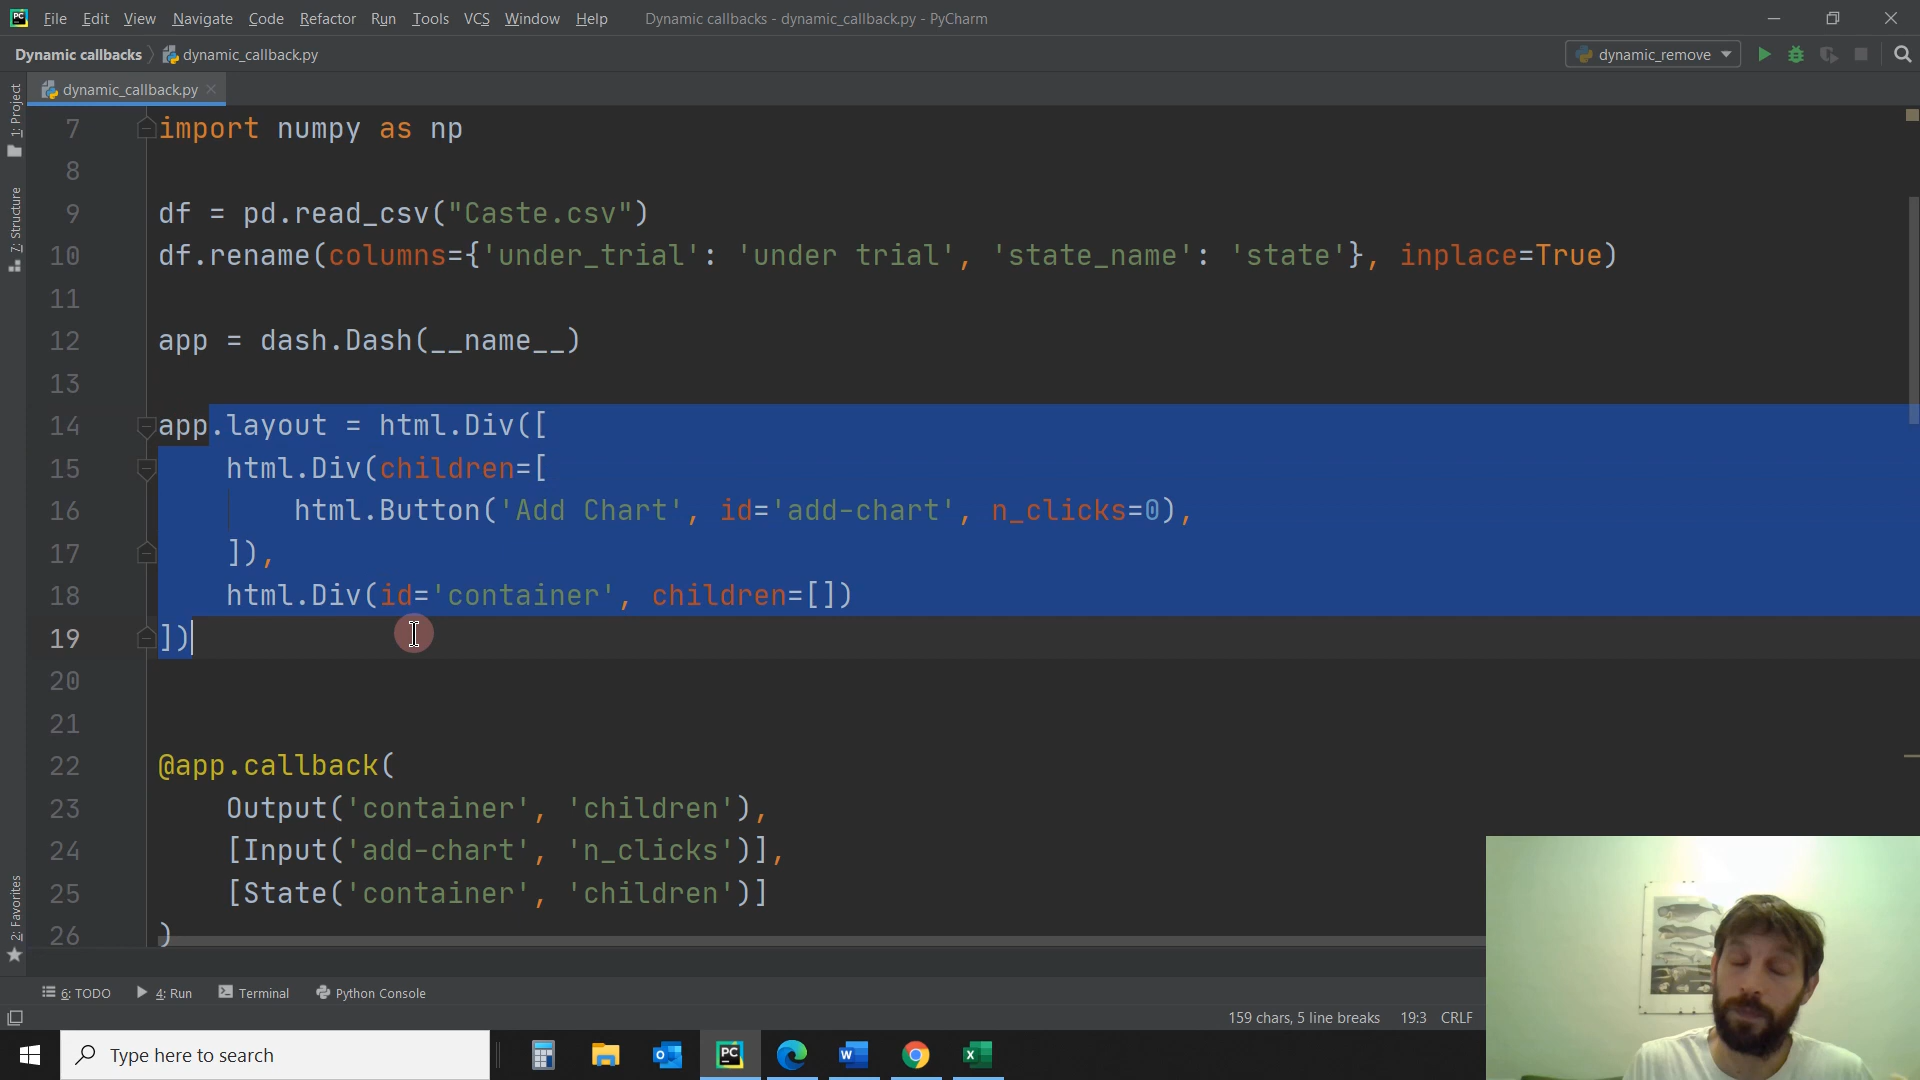 File Edit View Navigate Code Refactor Run Tools VCS Window Help Dynamic callbacks - dynamic_callback.py - PyCharm
Dynamic callbacks dynamic_callback.py dynamic_remove
dynamic_callback.py
1: Project
7: Structure
2: Favorites
7 import numpy as np
8
9 df = pd.read_csv("Caste.csv")
10 df.rename(columns={'under_trial': 'under trial', 'state_name': 'state'}, inplace=True)
11
12 app = dash.Dash(__name__)
13
14 app.layout = html.Div([
15 html.Div(children=[
16 html.Button('Add Chart', id='add-chart', n_clicks=0),
17 ]),
18 html.Div(id='container', children=[])
19 ])
20
21
22 @app.callback(
23 Output('container', 'children'),
24 [Input('add-chart', 'n_clicks')],
25 [State('container', 'children')]
26 )
6: TODO 4: Run Terminal Python Console
159 chars, 5 line breaks 19:3 CRLF
Type here to search